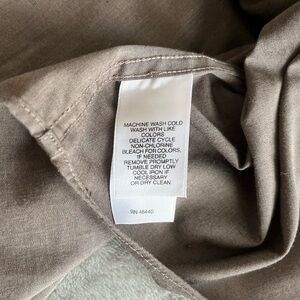 MACHINE WASH COLD
WASH WITH LIKE
COLORS
DELICATE CYCLE
NON-CHLORINE
BLEACH FOR COLORS,
IF NEEDED
REMOVE PROMPTLY
TUMBLE DRY LOW
COOL IRON IF
NECESSARY
OR DRY CLEAN.
RN 48440